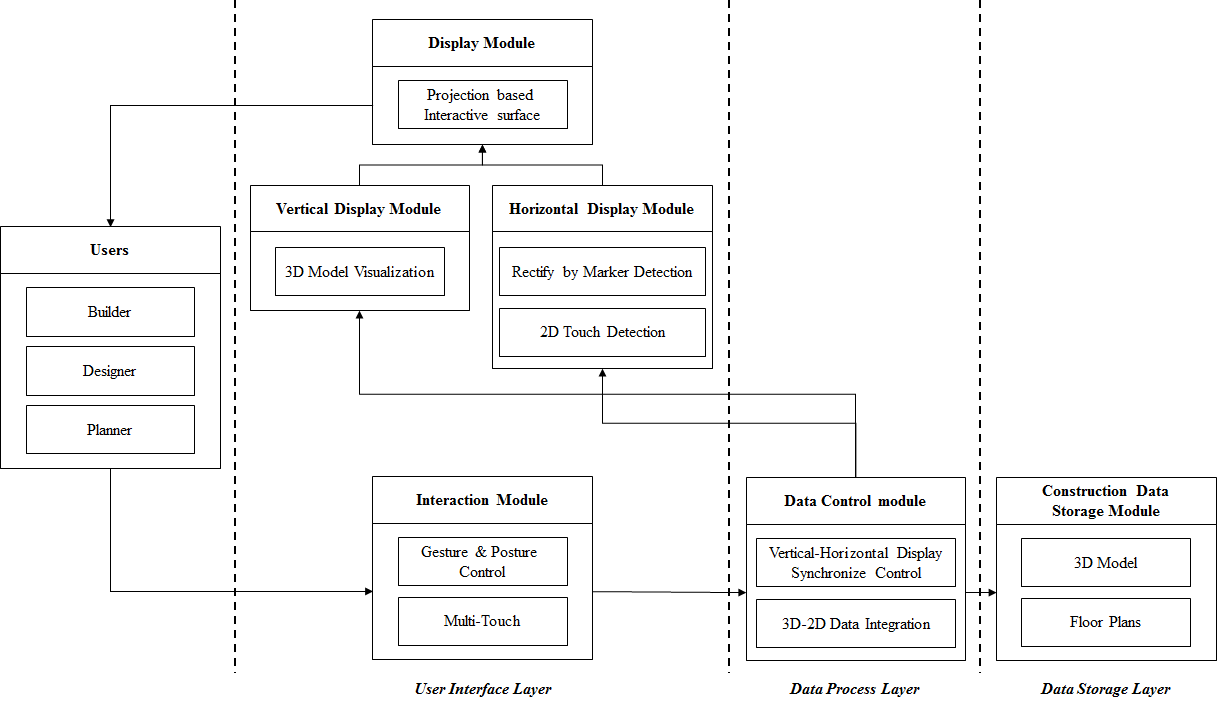 Display Module
Projection based
Interactive surface
Vertical Display Module
3D Model Visualization
Horizontal Display Module
Rectify by Marker Detection
2D Touch Detection
Users
Builder
Designer
Planner
Interaction Module
Gesture & Posture
Control
Multi-Touch
Data Control module
Vertical-Horizontal Display
Synchronize Control
3D-2D Data Integration
Construction Data
Storage Module
3D Model
Floor Plans
User Interface Layer
Data Process Layer
Data Storage Layer